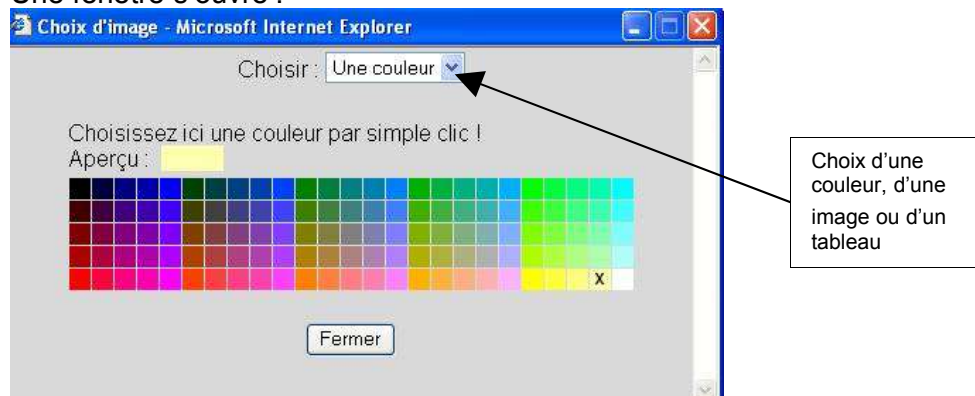 Une fenêtre s'ouvre :
Choix d'image - Microsoft Internet Explorer
Choisir : Une couleur
Choisissez ici une couleur par simple clic !
Aperçu :
X
Fermer
Choix d'une
couleur, d'une
image ou d'un
tableau